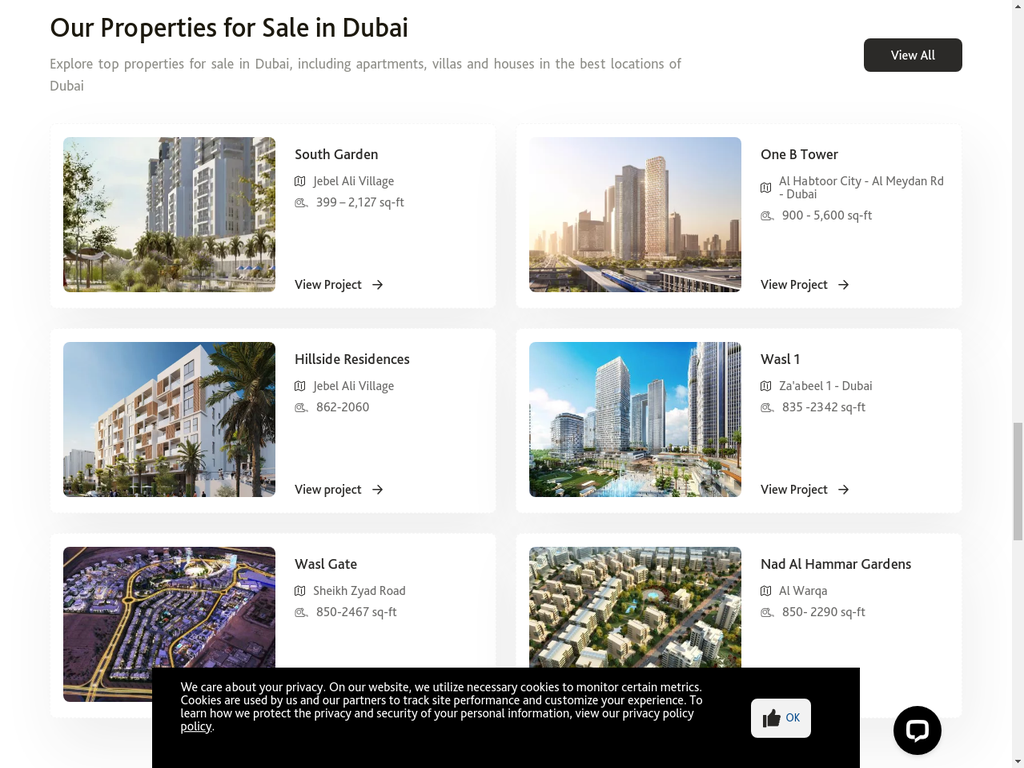 Our Properties for Sale in Dubai
Explore top properties for sale in Dubai, including apartments, villas and houses in the best locations of
Dubai
View All
South Garden
Jebel Ali Village
399 – 2,127 sq-ft
View Project
One B Tower
Al Habtoor City - Al Meydan Rd
- Dubai
900 - 5,600 sq-ft
View Project
Hillside Residences
Jebel Ali Village
862-2060
View project
Wasl 1
Za'abeel 1 - Dubai
835 -2342 sq-ft
View Project
Wasl Gate
Sheikh Zyad Road
850-2467 sq-ft
Nad Al Hammar Gardens
Al Warqa
850- 2290 sq-ft
We care about your privacy. On our website, we utilize necessary cookies to monitor certain metrics.
Cookies are used by us and our partners to track site performance and customize your experience. To
learn how we protect the privacy and security of your personal information, view our privacy policy
policy.
OK